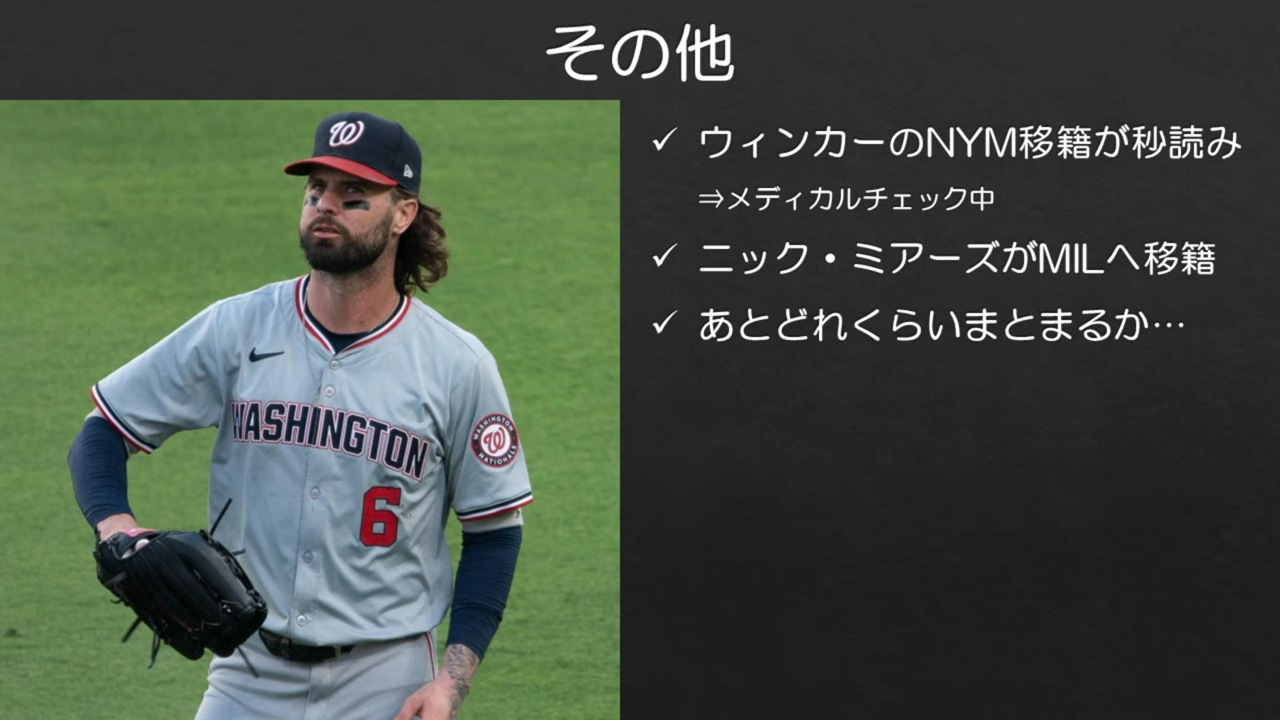 その他
ウィンカーのNYM移籍が秒読み
⇒メディカルチェック中
ニック・ミアーズがMILへ移籍
あとどれくらいまとまるか…
W
WASHINGTON
6
WASHINGTON
W
NATIONALS